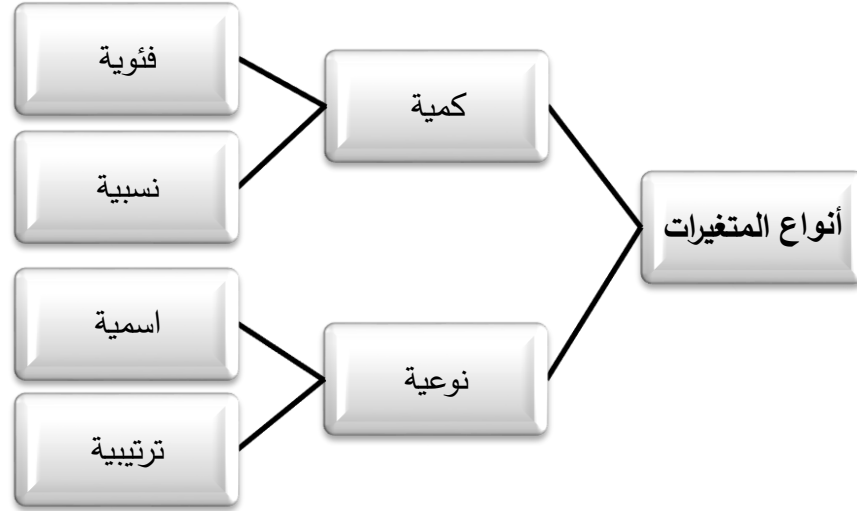 أنواع المتغيرات
كمية
فئوية
نسبية
نوعية
اسمية
ترتيبية